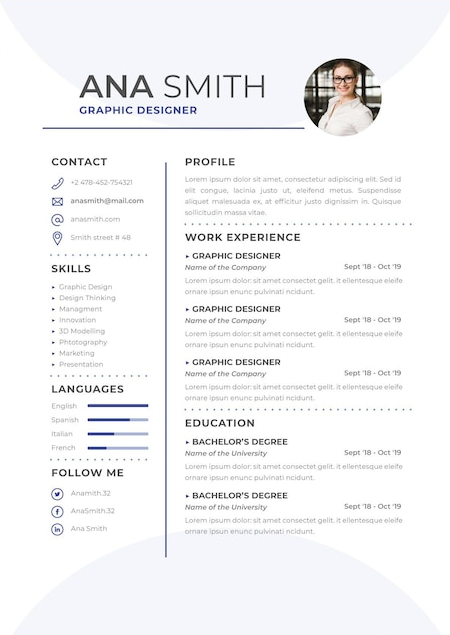 ANA SMITH
GRAPHIC DESIGNER
CONTACT
+2 478-452-754321
anasmith@mail.com
anasmith.com
Smith street # 48
SKILLS
Graphic Design
Design Thinking
Managment
Innovation
3D Modelling
Phtotography
Marketing
Presentation
LANGUAGES
English
Spanish
Italian
French
FOLLOW ME
Anamith.32
AnaSmith.32
Ana.Smith
PROFILE
Lorem ipsum dolor sit amet, consectetur adipiscing elit. Sed
elit congue, lacinia justo ut, eleifend metus. Suspendisse
aliquet malesuada ex, at suscipit diam imperdiet eu. Vivamus
sollicitudin massa vitae bibendum interdum.
WORK EXPERIENCE
GRAPHIC DESIGNER
Name of the Company Sept '18 - Oct '19
Lorem ipsum dolor sit amet consectet gelit. it ellentesque eleife
ornare ipsum enunc pulvinati ncidunt.
GRAPHIC DESIGNER
Name of the Company Sept '18 - Oct '19
Lorem ipsum dolor sit amet consectet gelit. it ellentesque eleife
ornare ipsum enunc pulvinati ncidunt.
GRAPHIC DESIGNER
Name of the Company Sept '18 - Oct '19
Lorem ipsum dolor sit amet consectet gelit. it ellentesque eleife
ornare ipsum enunc pulvinati ncidunt.
EDUCATION
BACHELOR'S DEGREE
Name of the University Sept '18 - Oct '19
Lorem ipsum dolor sit amet consectet gelit. it ellentesque eleife
ornare ipsum enunc pulvinati ncidunt.
BACHELOR'S DEGREE
Name of the University Sept '18 - Oct '19
Lorem ipsum dolor sit amet consectet gelit. it ellentesque eleife
ornare ipsum enunc pulvinati ncidunt.